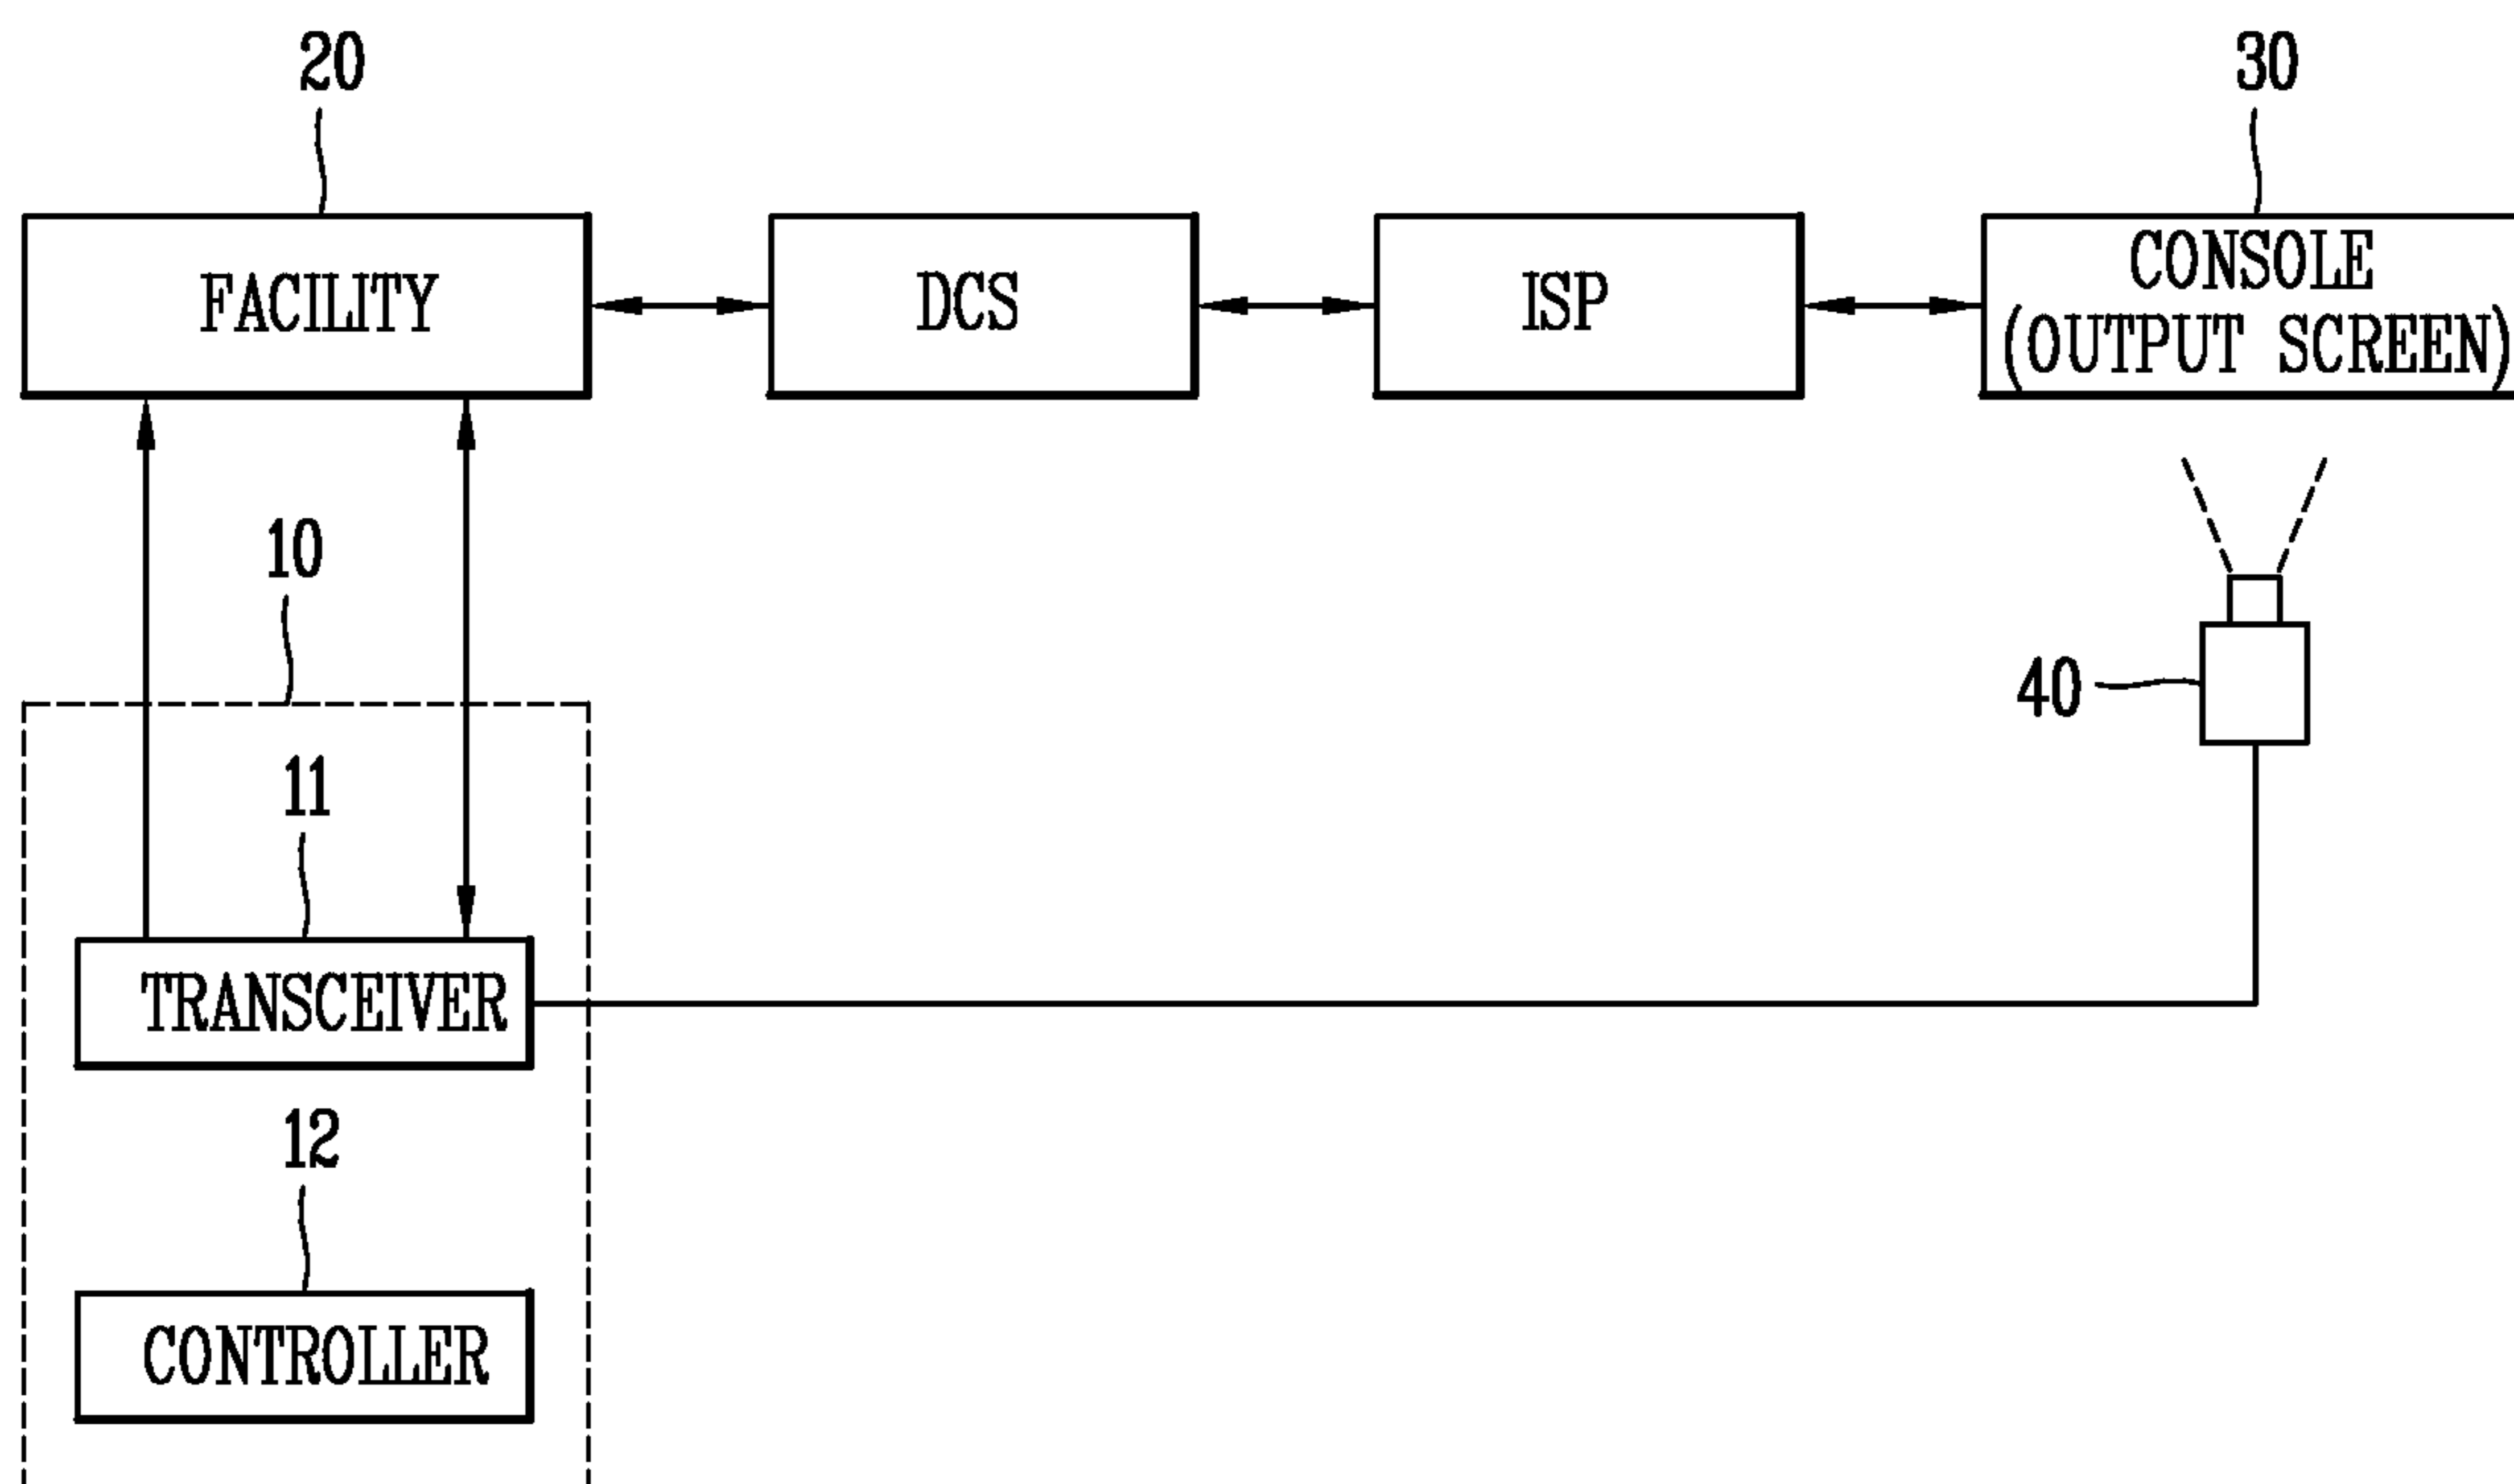 20
30
FACILITY
DCS
ISP
CONSOLE
(OUTPUT SCREEN)
10
40
11
TRANSCEIVER
12
CONTROLLER